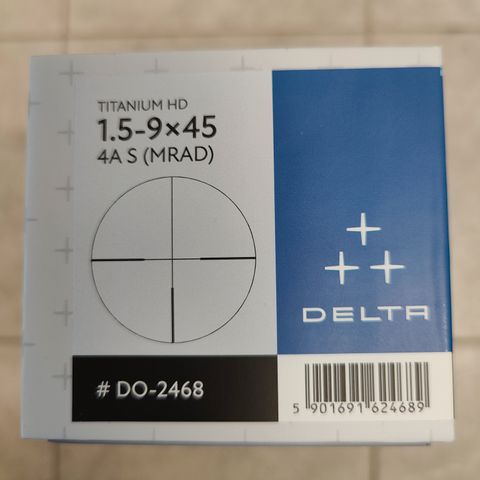 TITANIUM HD
1.5-9×45
4A S (MRAD)
DELTA
# DO-2468
5 901691 624689